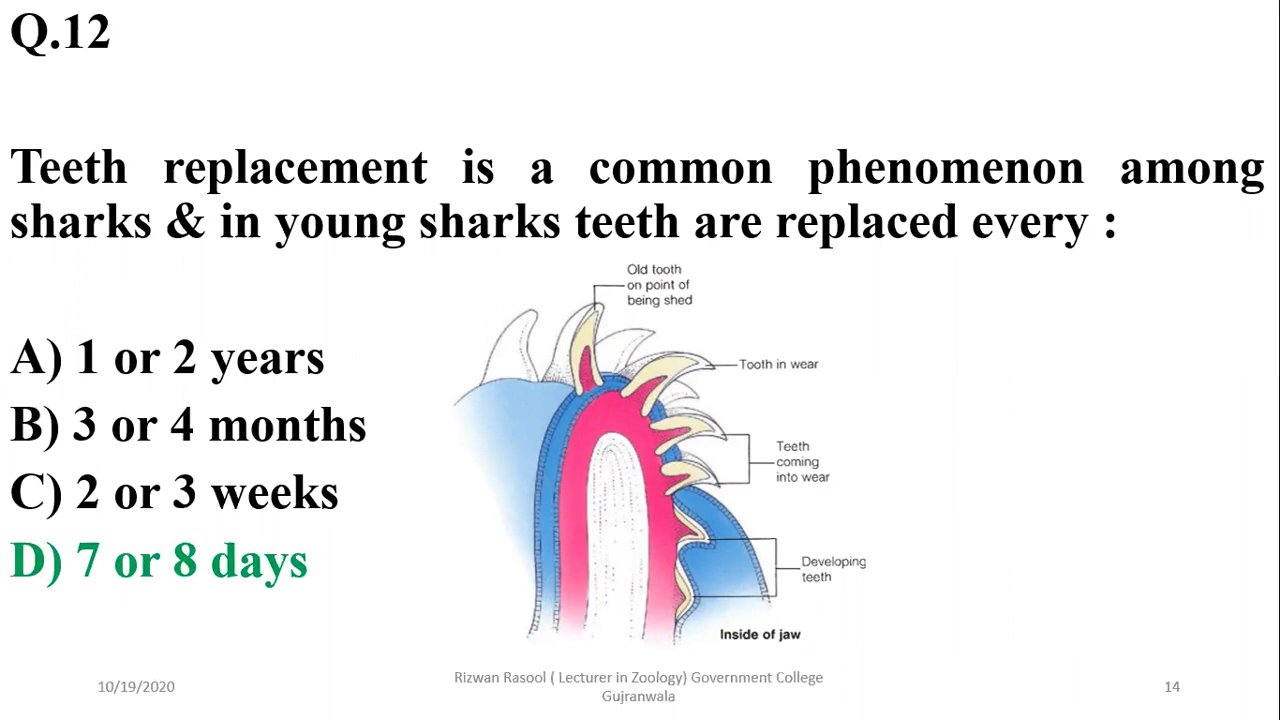 Q.12
Teeth replacement is a common phenomenon among
sharks & in young sharks teeth are replaced every :
Old tooth
on point of
being shed
A) 1 or 2 years
Tooth in wear
B) 3 or 4 months
Teeth
coming
into wear
C) 2 or 3 weeks
D) 7 or 8 days
Developing
teeth
Inside of jaw
10/19/2020
Rizwan Rasool ( Lecturer in Zoology) Government College
Gujranwala
14